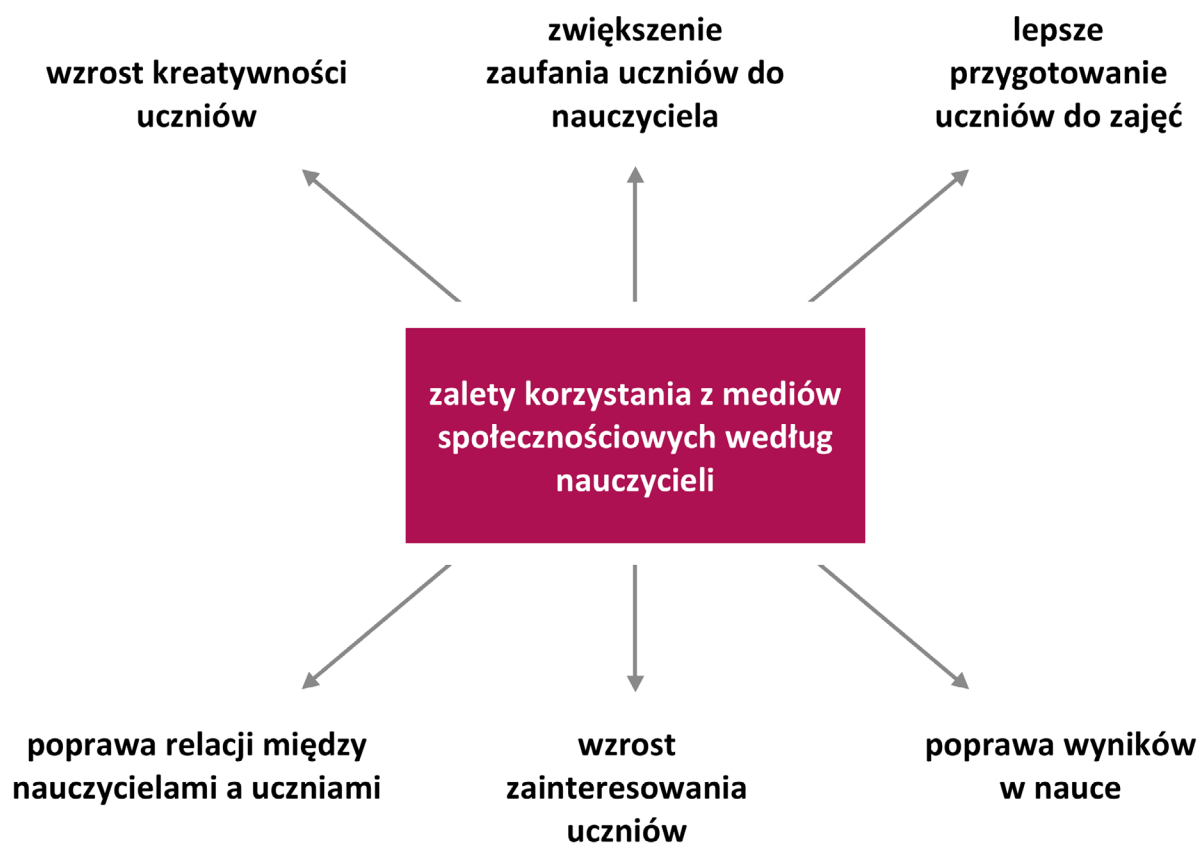 wzrost kreatywności
uczniów
zwiększenie
zaufania uczniów do
nauczyciela
lepsze
przygotowanie
uczniów do zajęć
zalety korzystania z mediów
społecznościowych według
nauczycieli
poprawa relacji między
nauczycielami a uczniami
wzrost
zainteresowania
uczniów
poprawa wyników
w nauce